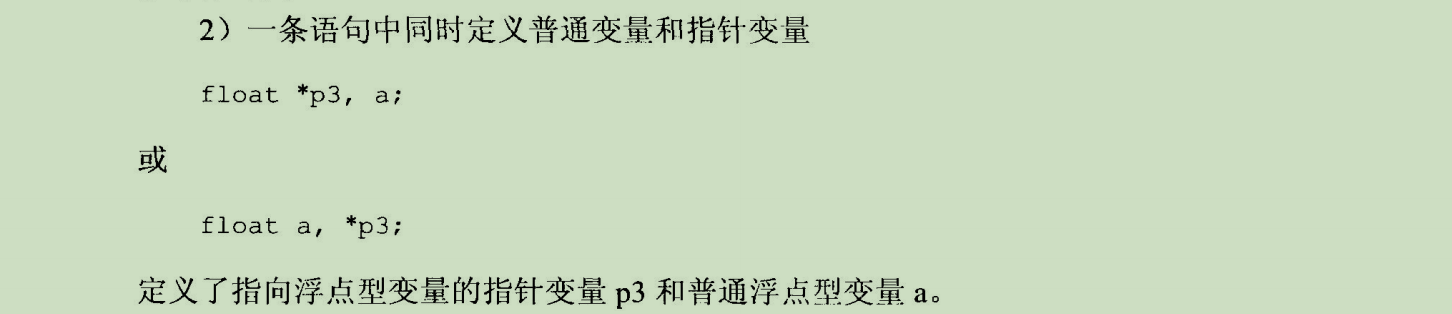 2）一条语句中同时定义普通变量和指针变量
float *p3, a;
或
float a, *p3;
定义了指向浮点型变量的指针变量 p3 和普通浮点型变量 a。